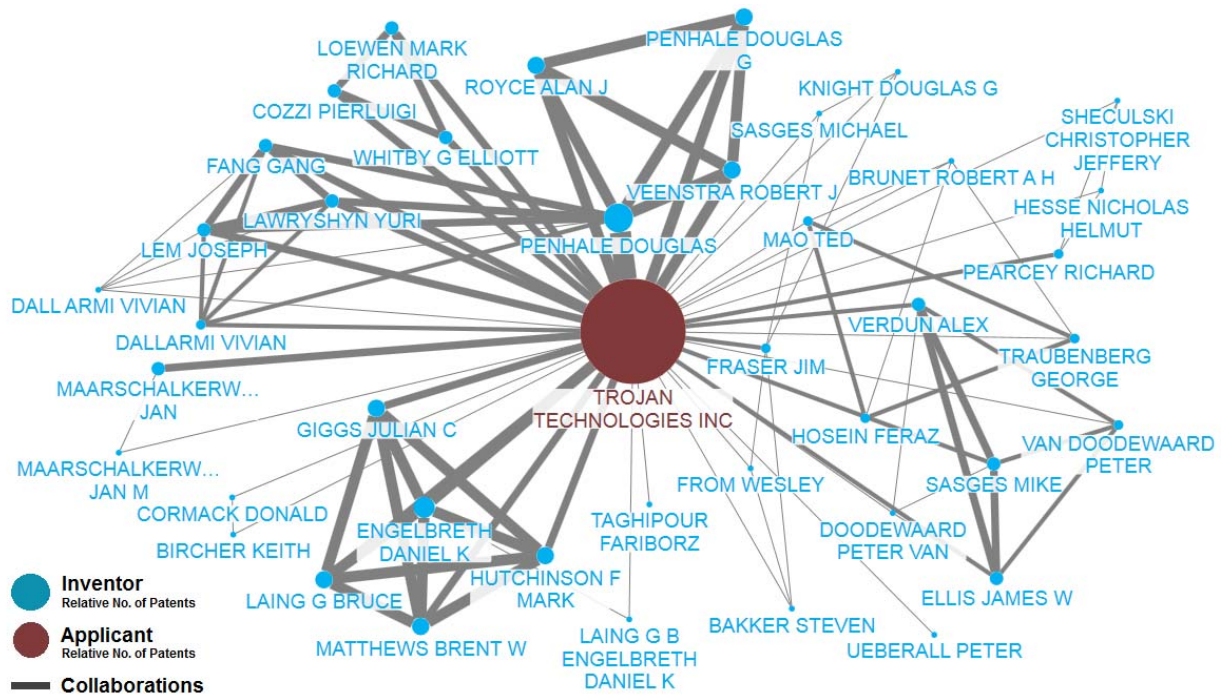 LOEWEN MARK
RICHARD
PENHALE DOUGLAS
G
ROYCE ALAN J
KNIGHT DOUGLAS G
COZZI PIERLUIGI
SASGES MICHAEL
SHECULSKI
CHRISTOPHER
JEFFERY
WHITBY G ELLIOTT
FANG GANG
BRUNET ROBERT A H
VEENSTRA ROBERT J
HESSE NICHOLAS
HELMUT
LAWRYSHYN YURI
LEM JOSEPH
PENHALE DOUGLAS
MAO TED
PEARCEY RICHARD
DALL ARMI VIVIAN
VERDUN ALEX
DALLARMI VIVIAN
FRASER JIM
TRAUBENBERG
GEORGE
MAARSCHALKERW...
JAN
TROJAN
TECHNOLOGIES INC
GIGGS JULIAN C
HOSEIN FERAZ
VAN DOODEWAARD
PETER
MAARSCHALKERW...
JAN M
FROM WESLEY
SASGES MIKE
CORMACK DONALD
TAGHIPOUR
FARIBORZ
DOODEWAARD
PETER VAN
BIRCHER KEITH
ENGELBRETH
DANIEL K
HUTCHINSON F
MARK
LAING G BRUCE
ELLIS JAMES W
MATTHEWS BRENT W
LAING G B
ENGELBRETH
DANIEL K
BAKKER STEVEN
UEBERALL PETER
Inventor
Relative No. of Patents
Applicant
Relative No. of Patents
Collaborations